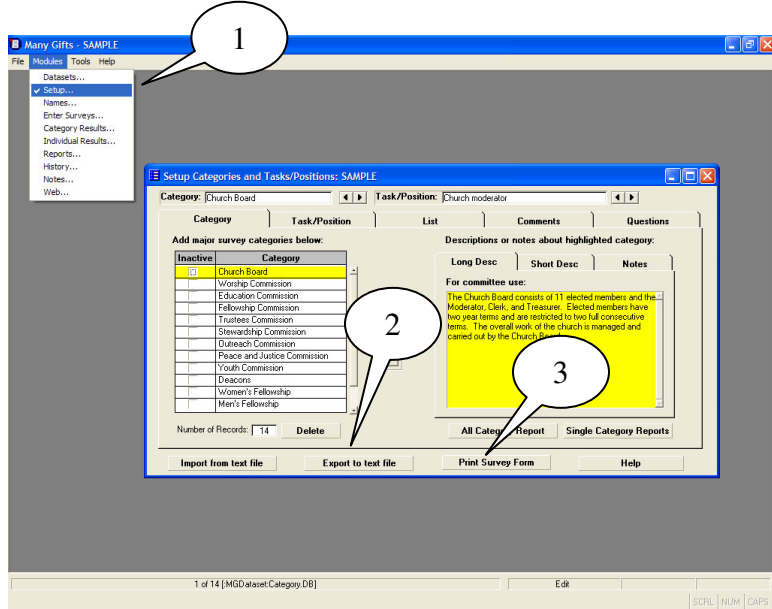 1
Many Gifts - SAMPLE
File Modules Tools Help
Datasets...
Setup...
Names...
Enter Surveys...
Category Results...
Individual Results...
Reports...
History...
Notes...
Web...
Setup Categories and Tasks/Positions: SAMPLE
Category: Church Board Task/Position: Church moderator
Category Task/Position List Comments Questions
Add major survey categories below: Descriptions or notes about highlighted category:
Inactive Category
Long Desc Short Desc Notes
Church Board
Worship Commission
Education Commission
Fellowship Commission
Trustees Commission
Stewardship Commission
Outreach Commission
Peace and Justice Commission
Youth Commission
Deacons
Women's Fellowship
Men's Fellowship
For committee use:
The Church Board consists of 11 elected members and the
Moderator, Clerk, and Treasurer. Elected members have
two year terms and are restricted to two full consecutive
terms. The overall work of the church is managed and
carried out by the Church
2
3
Number of Records: 14 Delete All Category Report Single Category Reports
Import from text file Export to text file Print Survey Form Help
1 of 14 [:MGDataset:Category.DB] Edit
SCRL NUM CAPS